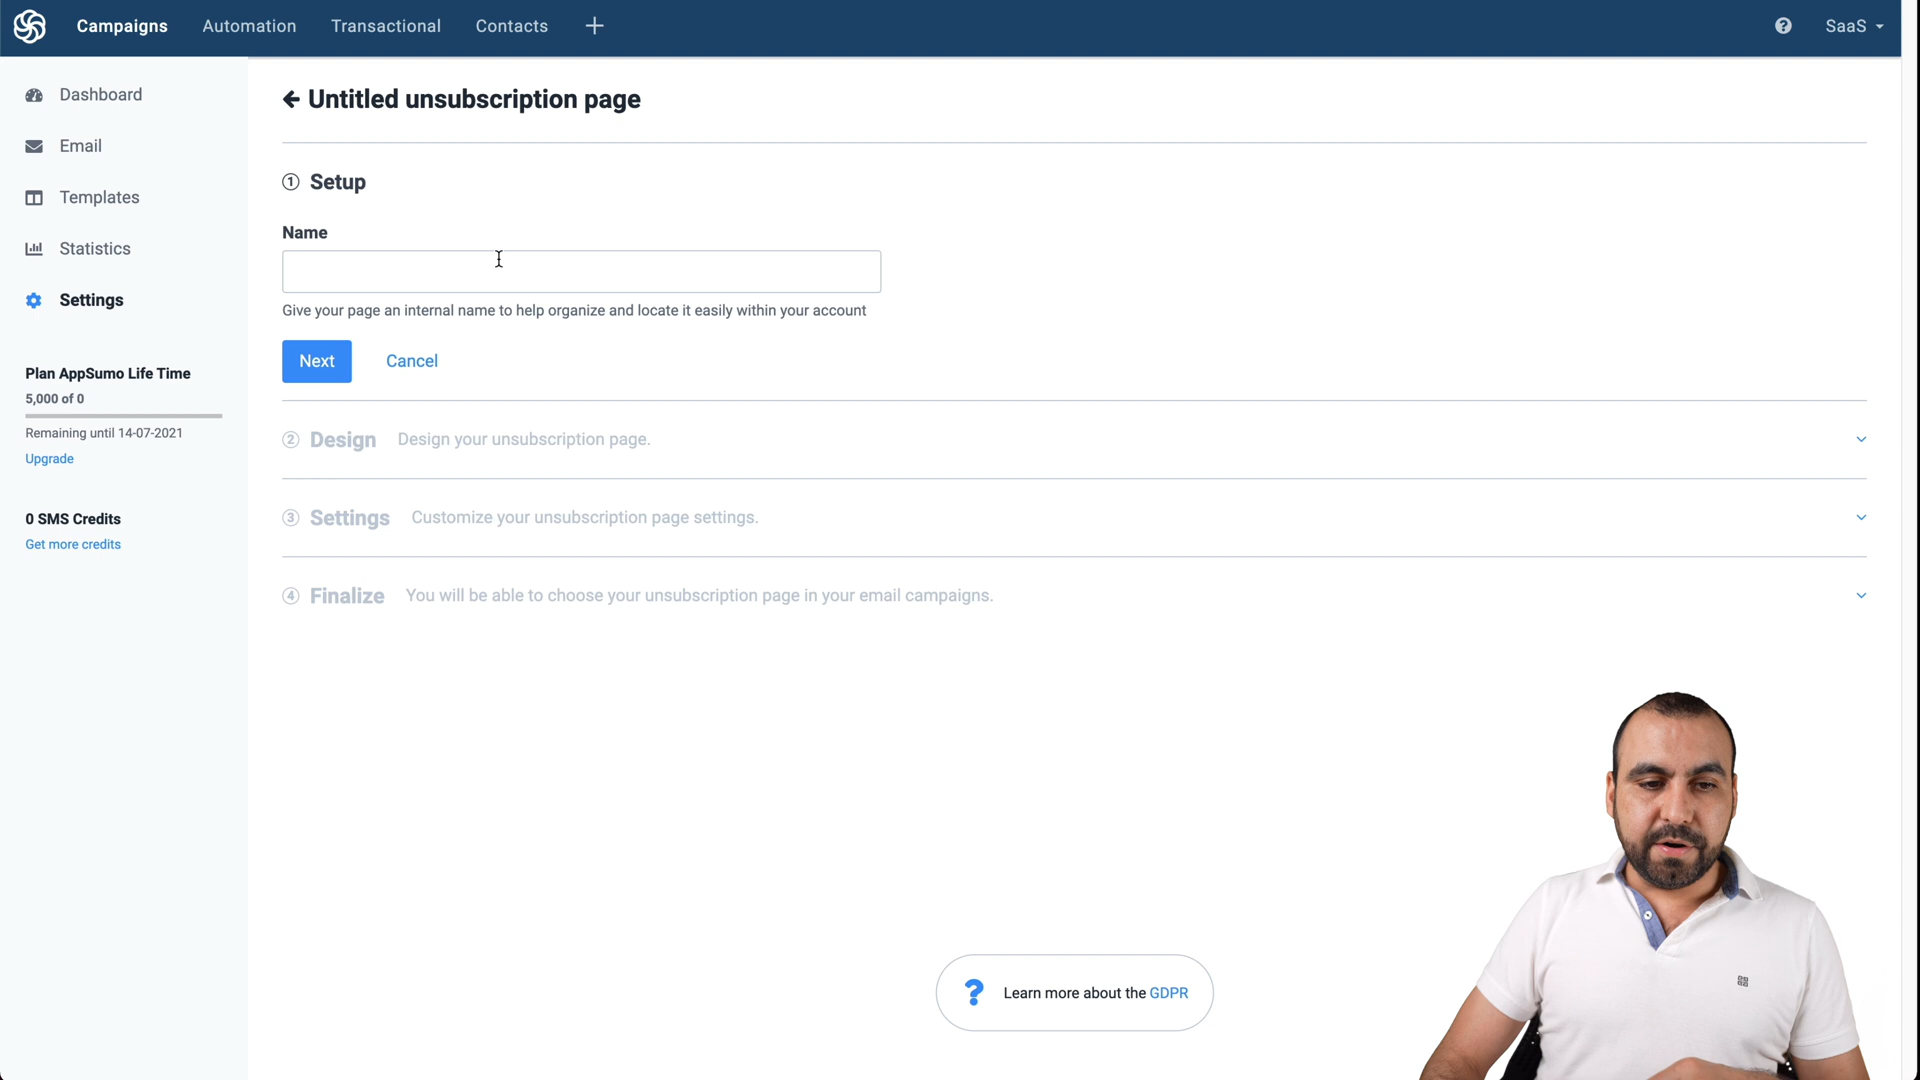 Campaigns
Automation
Transactional
Contacts
SaaS
Dashboard
Email
Templates
Statistics
Settings
Plan AppSumo Life Time
5,000 of 0
Remaining until 14-07-2021
Upgrade
0 SMS Credits
Get more credits
Untitled unsubscription page
1 Setup
Name
Give your page an internal name to help organize and locate it easily within your account
Next
Cancel
2 Design Design your unsubscription page.
3 Settings Customize your unsubscription page settings.
4 Finalize You will be able to choose your unsubscription page in your email campaigns.
? Learn more about the GDPR